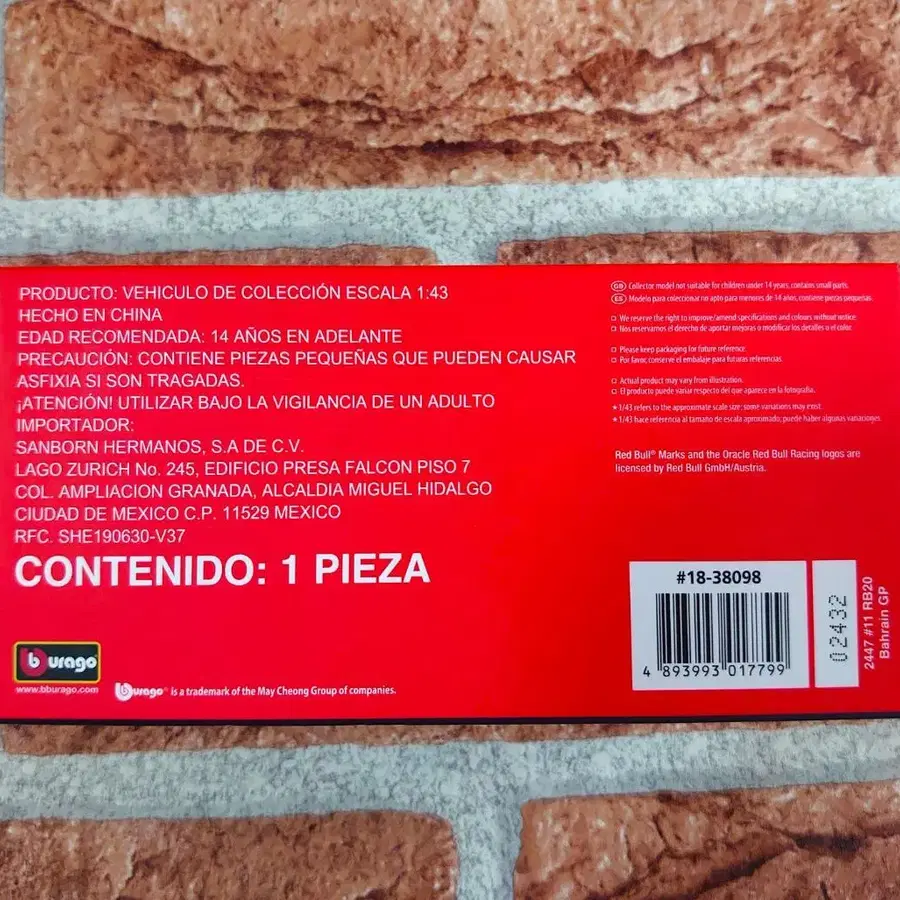 PRODUCTO: VEHICULO DE COLECCIÓN ESCALA 1:43
HECHO EN CHINA
EDAD RECOMENDADA: 14 AÑOS EN ADELANTE
PRECAUCIÓN: CONTIENE PIEZAS PEQUEÑAS QUE PUEDEN CAUSAR
ASFIXIA SI SON TRAGADAS.
¡ATENCIÓN! UTILIZAR BAJO LA VIGILANCIA DE UN ADULTO
IMPORTADOR:
SANBORN HERMANOS, S.A DE C.V.
LAGO ZURICH No. 245, EDIFICIO PRESA FALCON PISO 7
COL. AMPLIACION GRANADA, ALCALDIA MIGUEL HIDALGO
CIUDAD DE MEXICO C.P. 11529 MEXICO
RFC. SHE190630-V37
CONTENIDO: 1 PIEZA
burago
www.bburago.com
burago® is a trademark of the May Cheong Group of companies.
GB Collector model not suitable for children under 14 years, contains small parts.
ES Modelo para coleccionar no apto para menores de 14 años, contiene piezas pequeñas.
We reserve the right to improve/amend specifications and colours without notice.
Nos reservamos el derecho de aportar mejoras o modificar los detalles u el color.
Please keep packaging for future reference.
Por favor, conserve el embalaje para futuras referencias.
Actual product may vary from illustration.
El producto puede variar respecto del que aparece en la fotografía.
*1/43 refers to the approximate scale size: some variations may exist.
*1/43 hace referencia al tamaño de escala aproximado; puede haber algunas variaciones.
Red Bull® Marks and the Oracle Red Bull Racing logos are
licensed by Red Bull GmbH/Austria.
#18-38098
4 893993 017799
02432
2447 #11 RB20
Bahrain GP